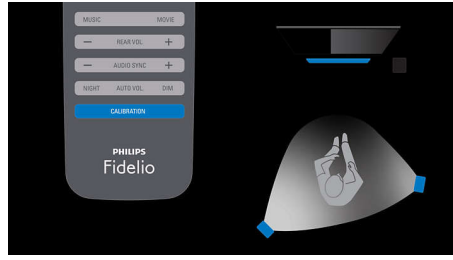 MUSIC MOVIE
— REAR VOL +
— AUDIO SYNC +
NIGHT AUTO VOL DIM
CALIBRATION
PHILIPS
Fidelio